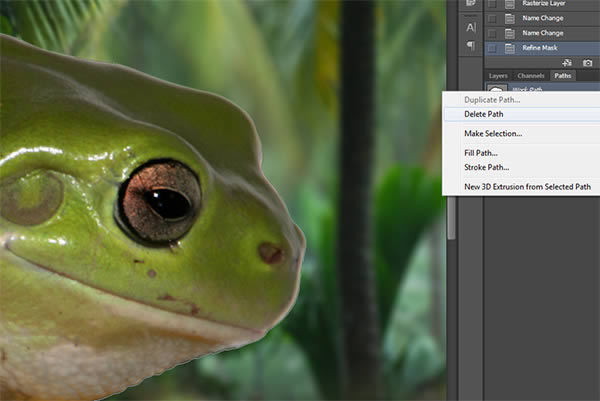 Rasterize Layer
Name Change
Name Change
Refine Mask
A
Layers Channels Paths
Work Path
Duplicate Path...
Delete Path
Make Selection...
Fill Path...
Stroke Path...
New 3D Extrusion from Selected Path